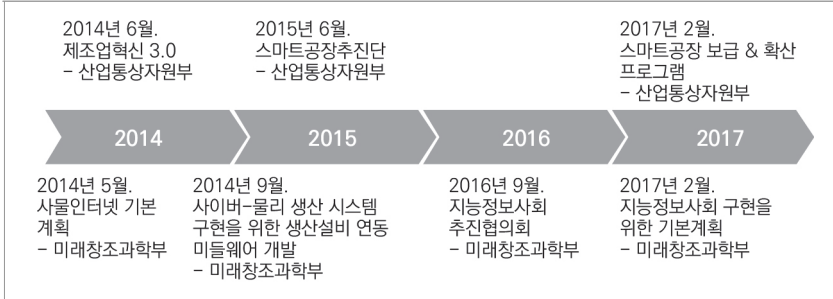 2014년 6월.
제조업혁신 3.0
– 산업통상자원부
2015년 6월.
스마트공장추진단
– 산업통상자원부
2017년 2월.
스마트공장 보급 & 확산
프로그램
– 산업통상자원부
2014
2015
2016
2017
2014년 5월.
사물인터넷 기본
계획
– 미래창조과학부
2014년 9월.
사이버-물리 생산 시스템
구현을 위한 생산설비 연동
미들웨어 개발
– 미래창조과학부
2016년 9월.
지능정보사회
추진협의회
– 미래창조과학부
2017년 2월.
지능정보사회 구현을
위한 기본계획
– 미래창조과학부